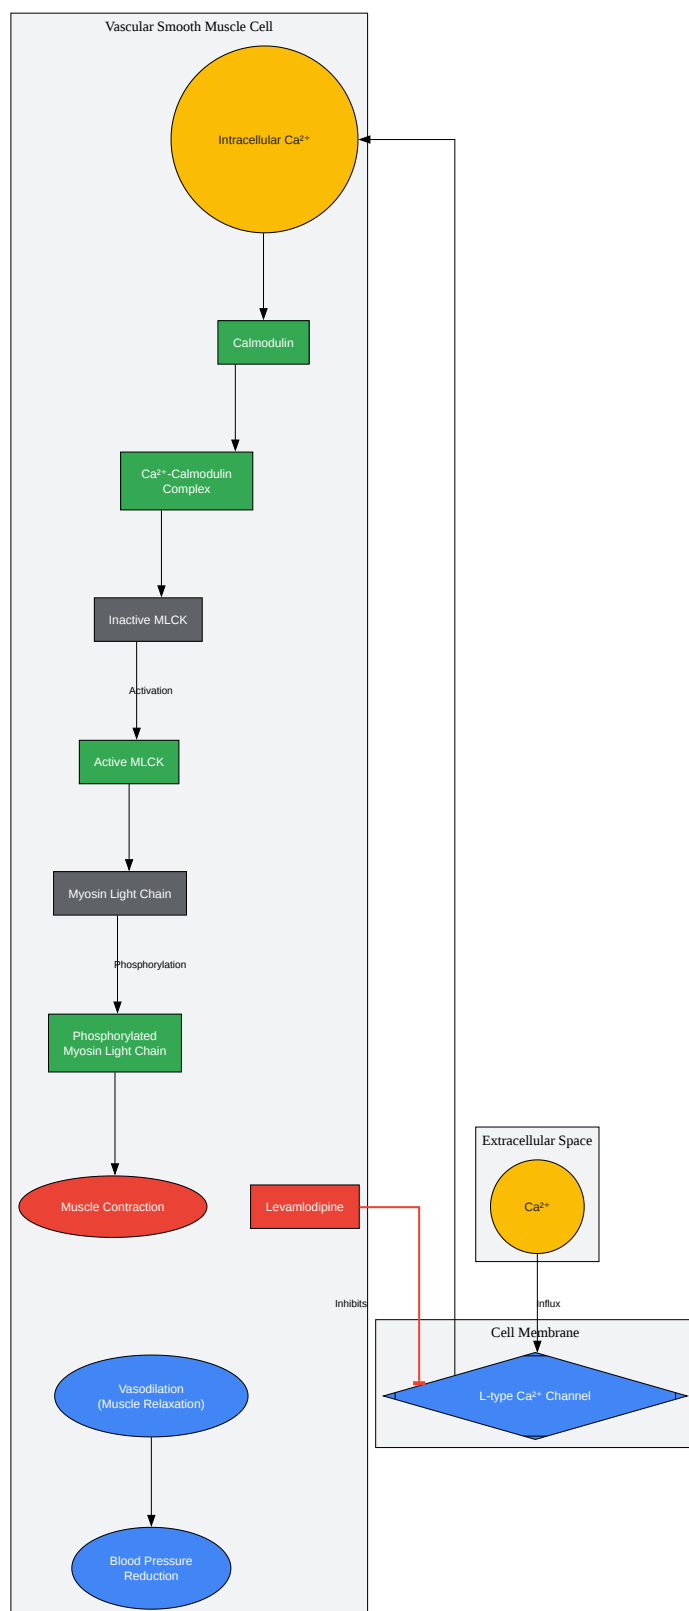 Vascular Smooth Muscle Cell
Intracellular Ca²⁺
Calmodulin
Ca²⁺-Calmodulin
Complex
Inactive MLCK
Activation
Active MLCK
Myosin Light Chain
Phosphorylation
Phosphorylated
Myosin Light Chain
Muscle Contraction
Levamlodipine
Extracellular Space
Ca²⁺
Inhibits
Influx
Cell Membrane
L-type Ca²⁺ Channel
Vasodilation
(Muscle Relaxation)
Blood Pressure
Reduction